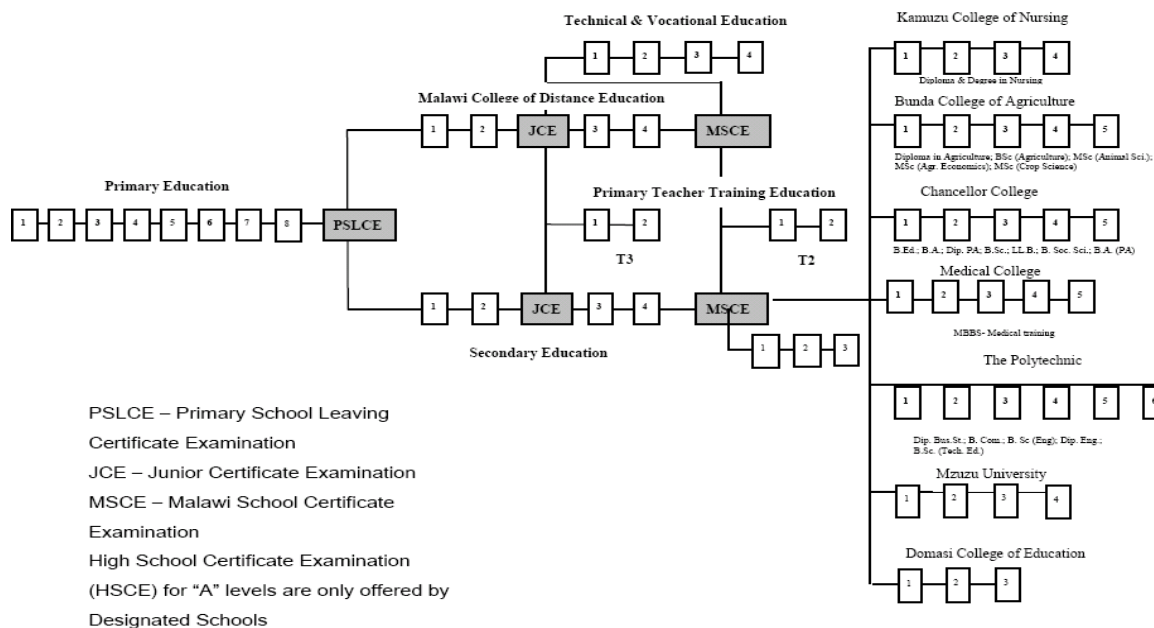 Technical & Vocational Education
1 2 3 4
Malawi College of Distance Education
1 2 JCE 3 4 MSCE
Primary Education
1 2 3 4 5 6 7 8 PSLCE
Primary Teacher Training Education
1 2
T3
1 2
T2
1 2 JCE 3 4 MSCE
Secondary Education
1 2 3
Kamuzu College of Nursing
1 2 3 4
Diploma & Degree in Nursing
Bunda College of Agriculture
1 2 3 4 5
Diploma in Agriculture; BSc (Agriculture); MSc (Animal Sci.);
MSc (Agr. Economics); MSc (Crop Science)
Chancellor College
1 2 3 4 5
B.Ed.; B.A.; Dip. PA; B.Sc.; LL.B.; B. Soc. Sci.; B.A. (PA)
Medical College
1 2 3 4 5
MBBS- Medical training
The Polytechnic
1 2 3 4 5 6
Dip. Bus.St.; B. Com.; B. Sc (Eng); Dip. Eng.;
B.Sc. (Tech. Ed.)
Mzuzu University
1 2 3 4
Domasi College of Education
1 2 3
PSLCE – Primary School Leaving
Certificate Examination
JCE – Junior Certificate Examination
MSCE – Malawi School Certificate
Examination
High School Certificate Examination
(HSCE) for “A” levels are only offered by
Designated Schools